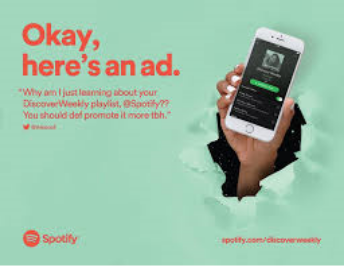 Okay,
here's an ad.
"Why am I just learning about your
DiscoverWeekly playlist, @Spotify??
You should def promote it more tbh."
Spotify
spotify.com/discoverweekly